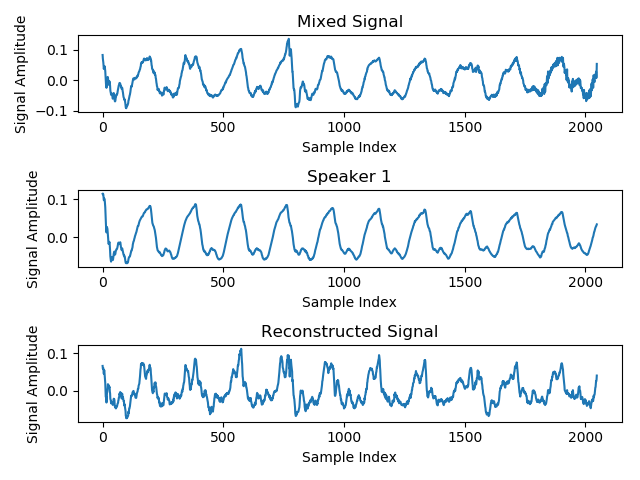 Mixed Signal
Signal Amplitude
0.1
0.0
−0.1
0
500
1000
1500
2000
Sample Index
Speaker 1
Signal Amplitude
0.1
0.0
0
500
1000
1500
2000
Sample Index
Reconstructed Signal
Signal Amplitude
0.1
0.0
0
500
1000
1500
2000
Sample Index